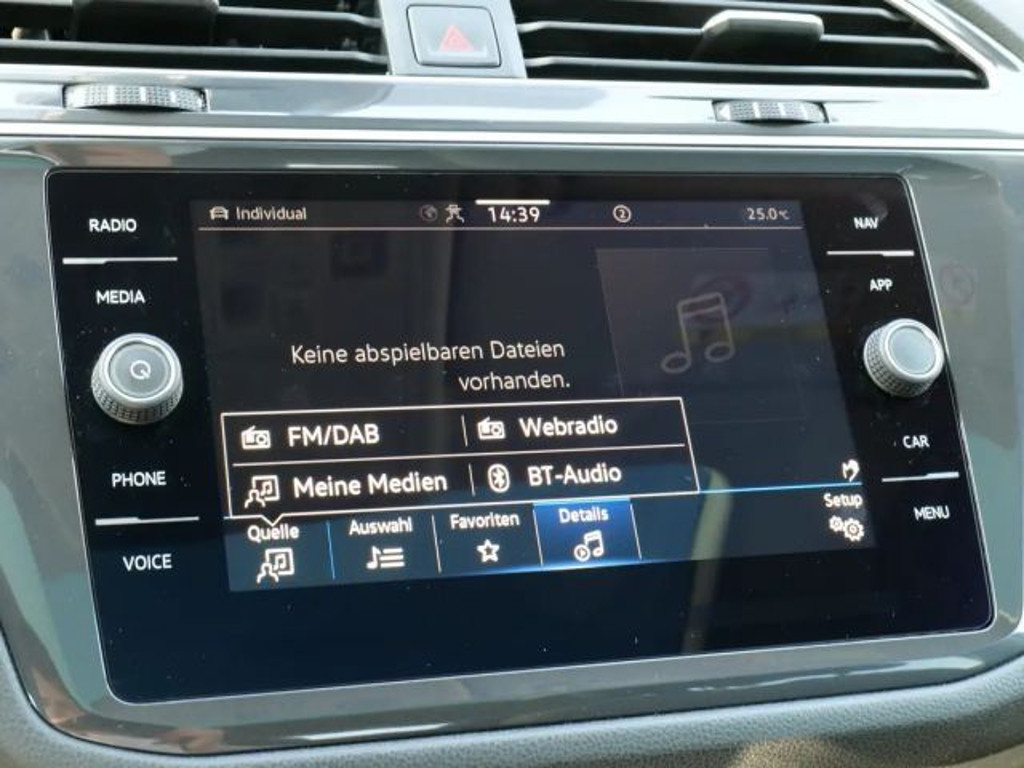 RADIO
MEDIA
PHONE
VOICE
Individual
14:39
2
25.0°C
Keine abspielbaren Dateien
vorhanden.
FM/DAB
Webradio
Meine Medien
BT-Audio
Quelle
Auswahl
Favoriten
Details
Setup
NAV
APP
CAR
MENU